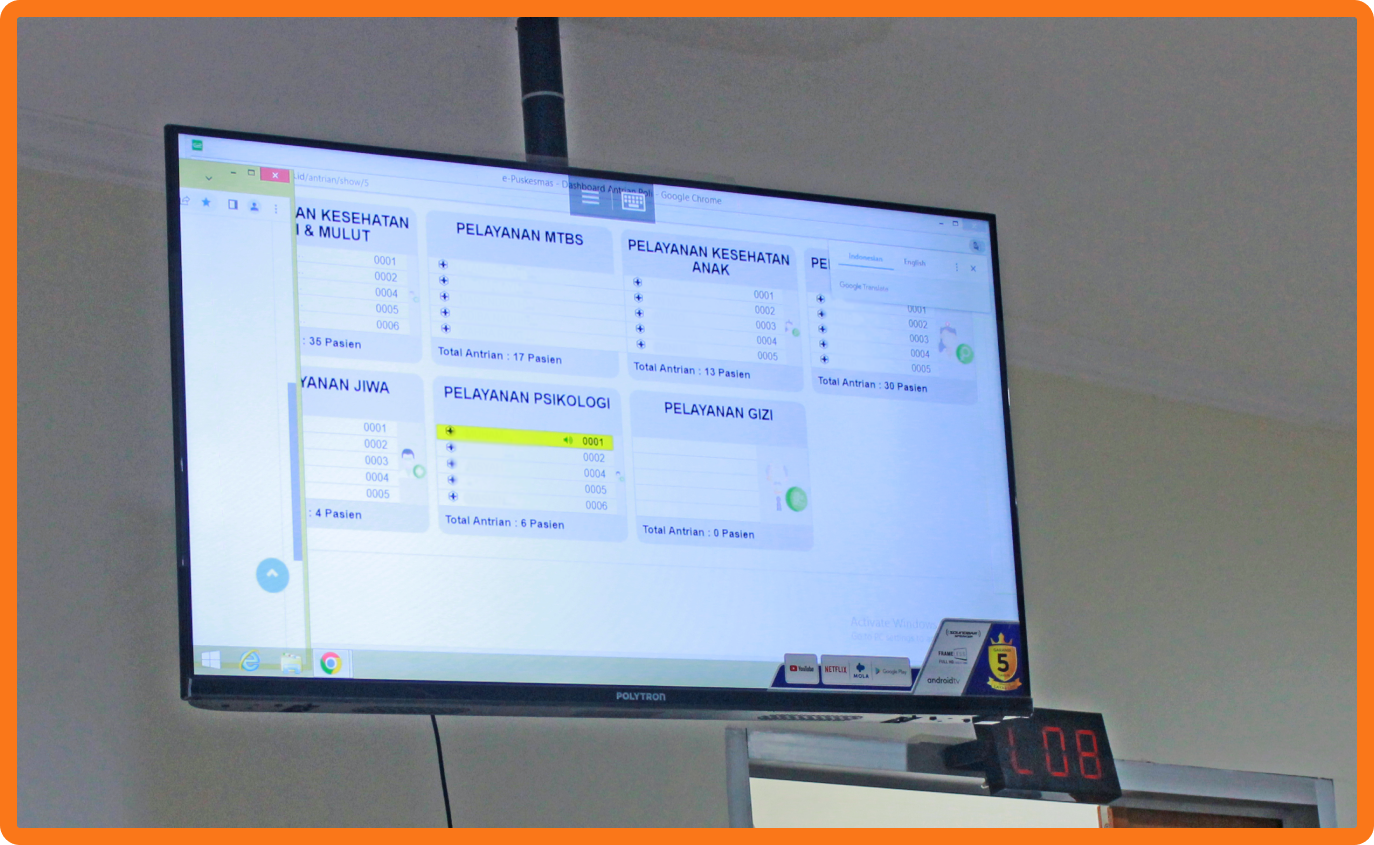 e-Puskesmas - Dashboard Antrian Poli - Google Chrome
.id/antrian/show/5
AN KESEHATAN
I & MULUT
0001
0002
0004
0005
0006
: 35 Pasien
PELAYANAN MTBS
Total Antrian : 17 Pasien
PELAYANAN KESEHATAN
ANAK
0001
0002
0003
0004
0005
Total Antrian : 13 Pasien
PE
Indonesian English
Google Translate
0001
0002
0003
0004
0005
Total Antrian : 30 Pasien
YANAN JIWA
0001
0002
0003
0004
0005
: 4 Pasien
PELAYANAN PSIKOLOGI
0001
0002
0004
0005
0006
Total Antrian : 6 Pasien
PELAYANAN GIZI
Total Antrian : 0 Pasien
Activate Windows
YouTube
NETFLIX
MOLA
Google Play
androidtv
5
POLYTRON
L08